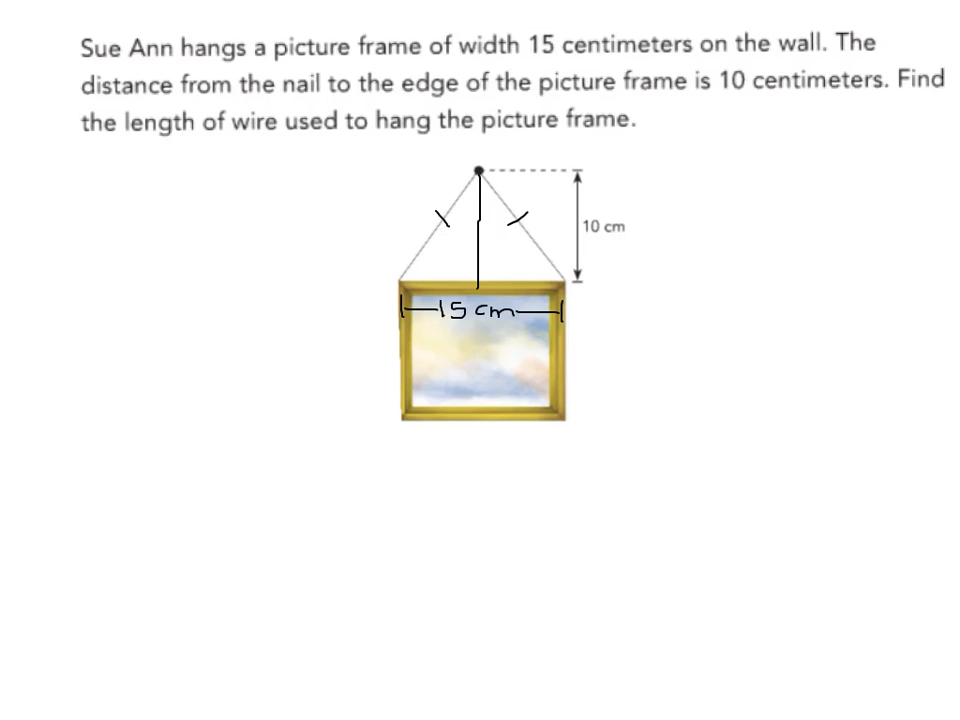 Sue Ann hangs a picture frame of width 15 centimeters on the wall. The
distance from the nail to the edge of the picture frame is 10 centimeters. Find
the length of wire used to hang the picture frame.
10 cm
15 cm